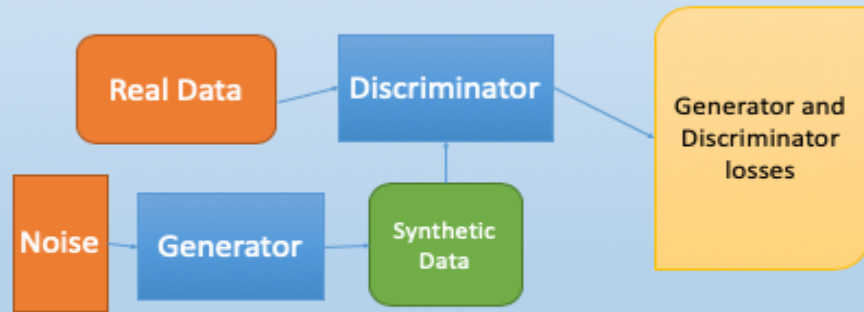 Real Data
Discriminator
Generator and
Discriminator
losses
Noise
Generator
Synthetic
Data